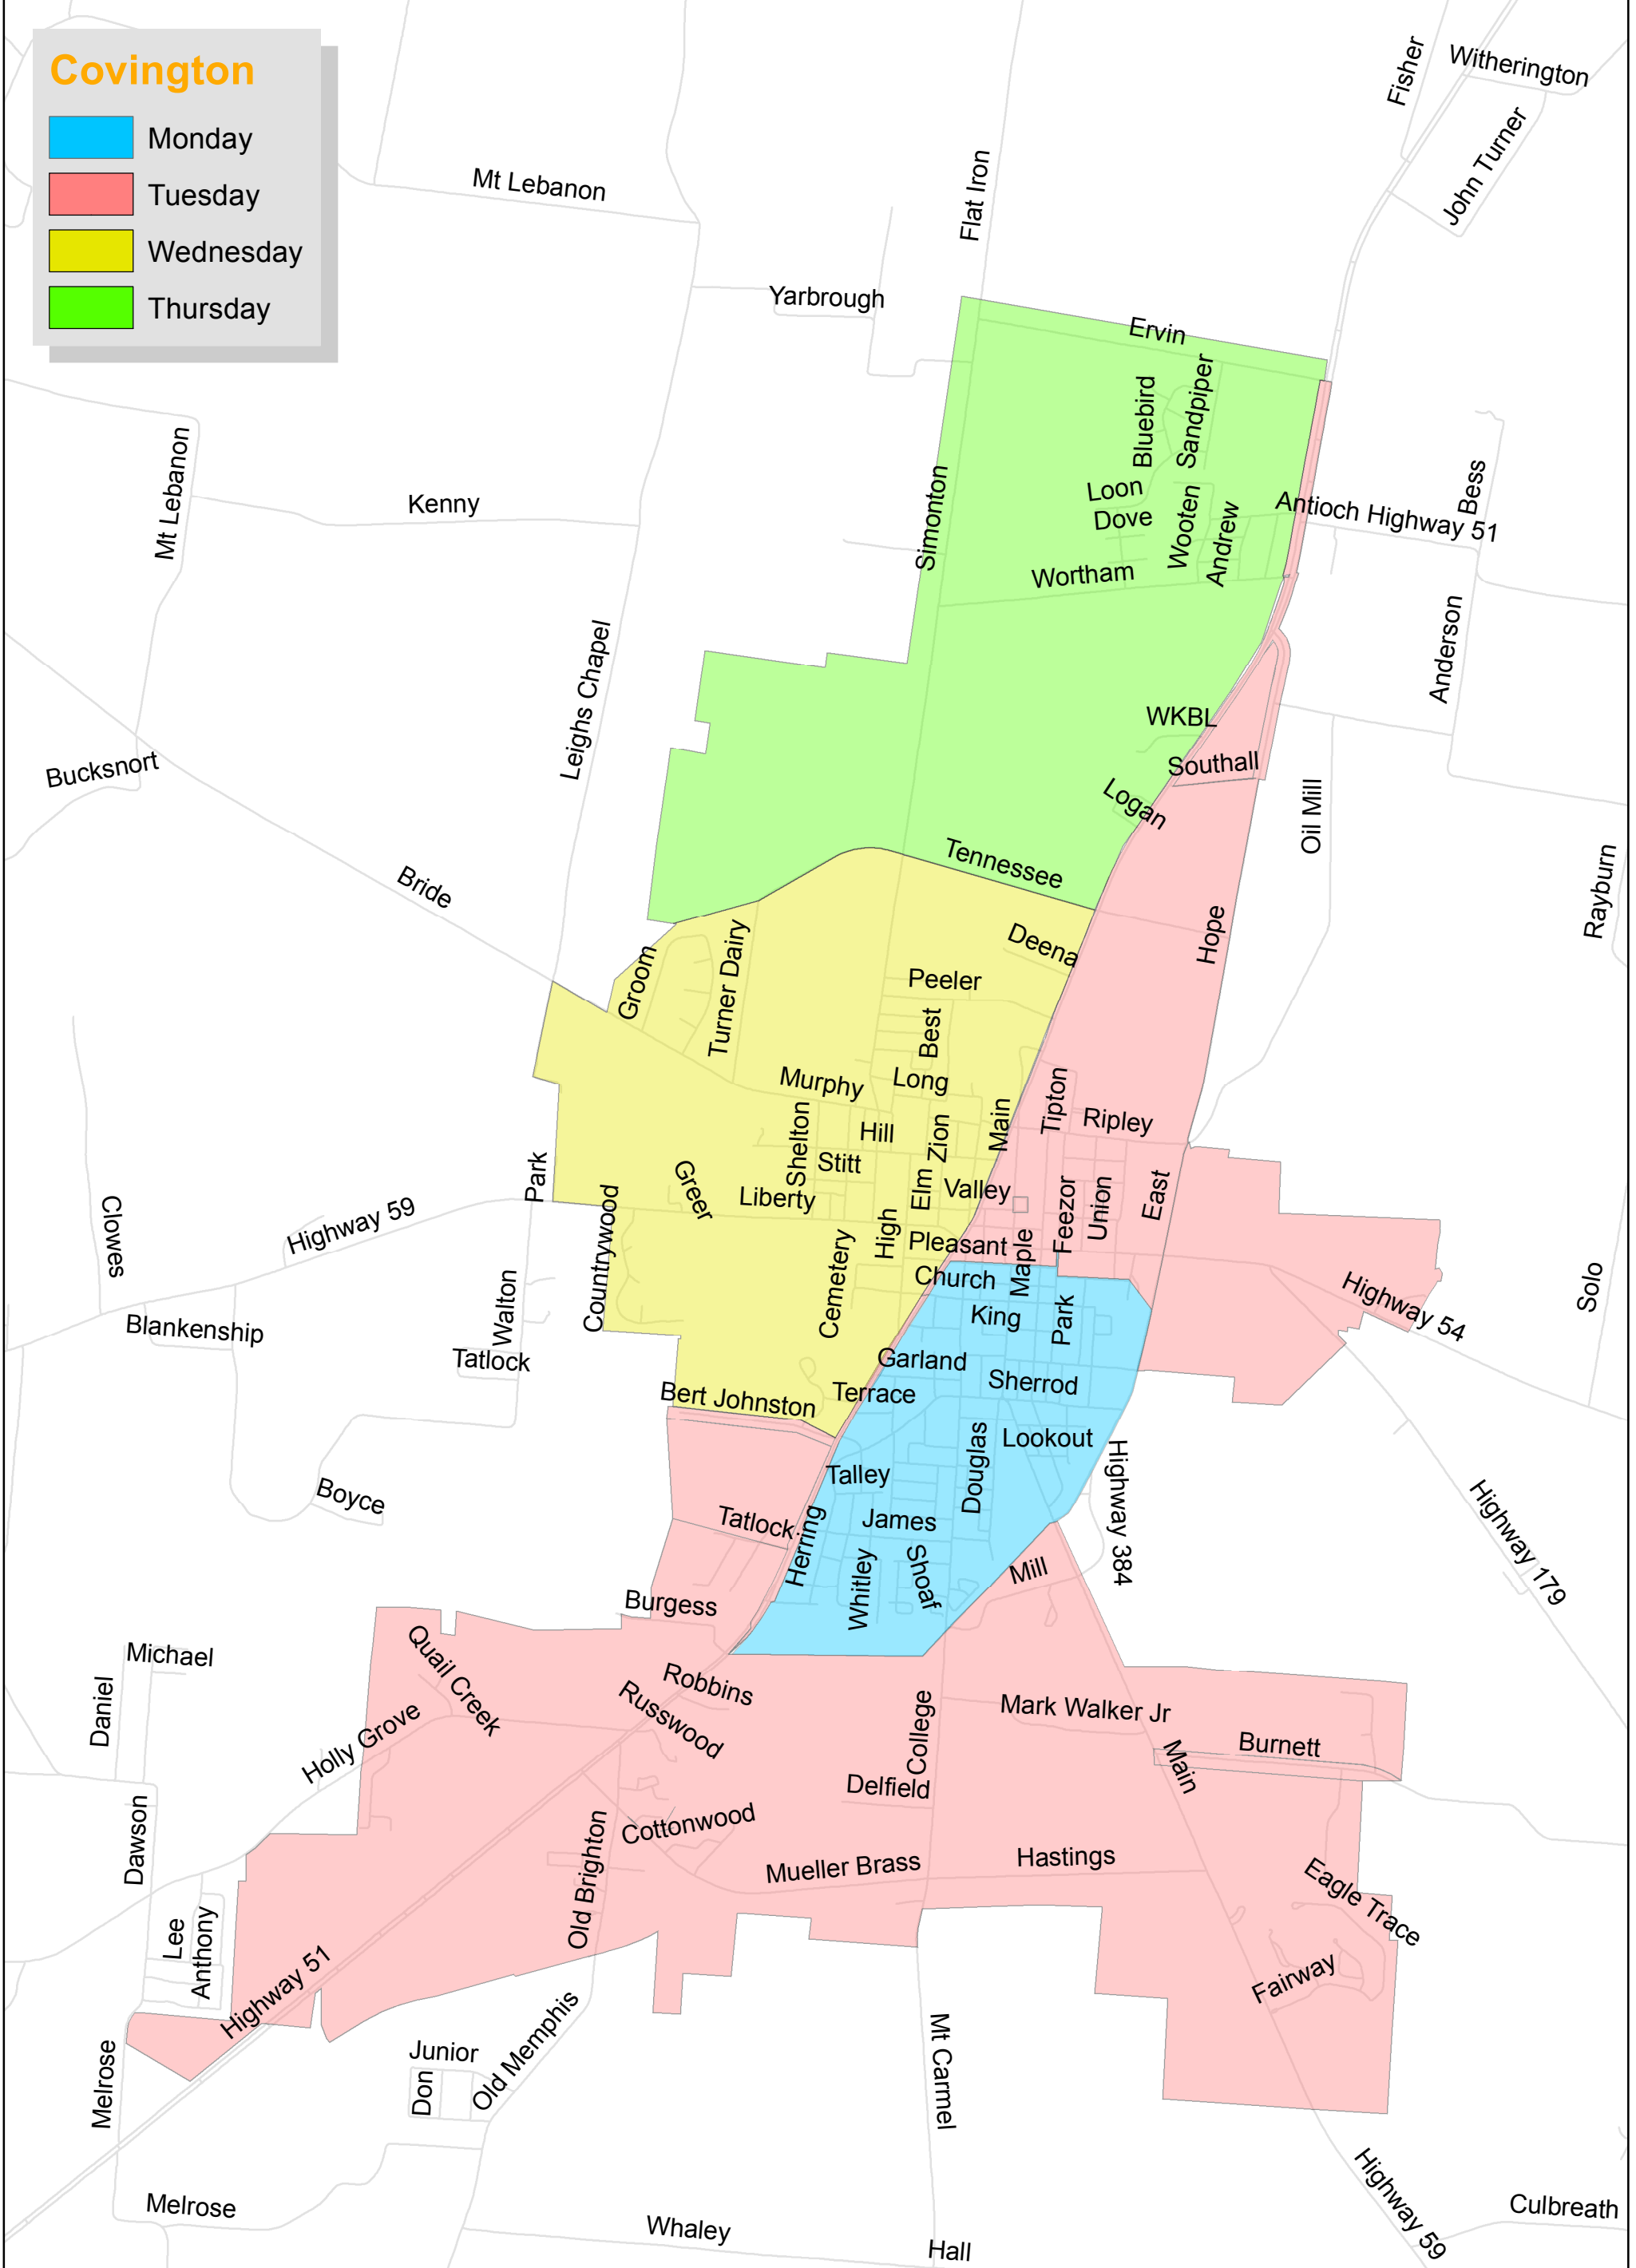 Covington
Monday
Tuesday
Wednesday
Thursday
Fisher
Witherington
John Turner
Mt Lebanon
Flat Iron
Yarbrough
Ervin
Bluebird
Sandpiper
Mt Lebanon
Kenny
Simonton
Loon
Dove
Wooten
Andrew
Antioch Highway 51
Bess
Wortham
Anderson
Leighs Chapel
WKBL
Southall
Bucksnort
Logan
Oil Mill
Bride
Tennessee
Rayburn
Hope
Deena
Groom
Turner Dairy
Peeler
Best
Murphy
Long
Tipton
Ripley
Main
Shelton
Hill
Zion
Stitt
Park
Greer
Liberty
Elm
Valley
Feezor
Union
East
Clowes
Highway 59
Countrywood
High
Pleasant
Maple
Cemetery
Church
Solo
Highway 54
Walton
Blankenship
King
Park
Tatlock
Garland
Sherrod
Bert Johnston
Terrace
Lookout
Douglas
Highway 384
Talley
Boyce
Tatlock
Herring
James
Highway 179
Whitley
Shoaf
Mill
Burgess
Michael
Daniel
Quail Creek
Robbins
Russwood
Holly Grove
College
Mark Walker Jr
Burnett
Main
Delfield
Dawson
Cottonwood
Old Brighton
Mueller Brass
Hastings
Eagle Trace
Lee
Anthony
Highway 51
Fairway
Junior
Don
Old Memphis
Melrose
Mt Carmel
Highway 59
Melrose
Whaley
Hall
Culbreath